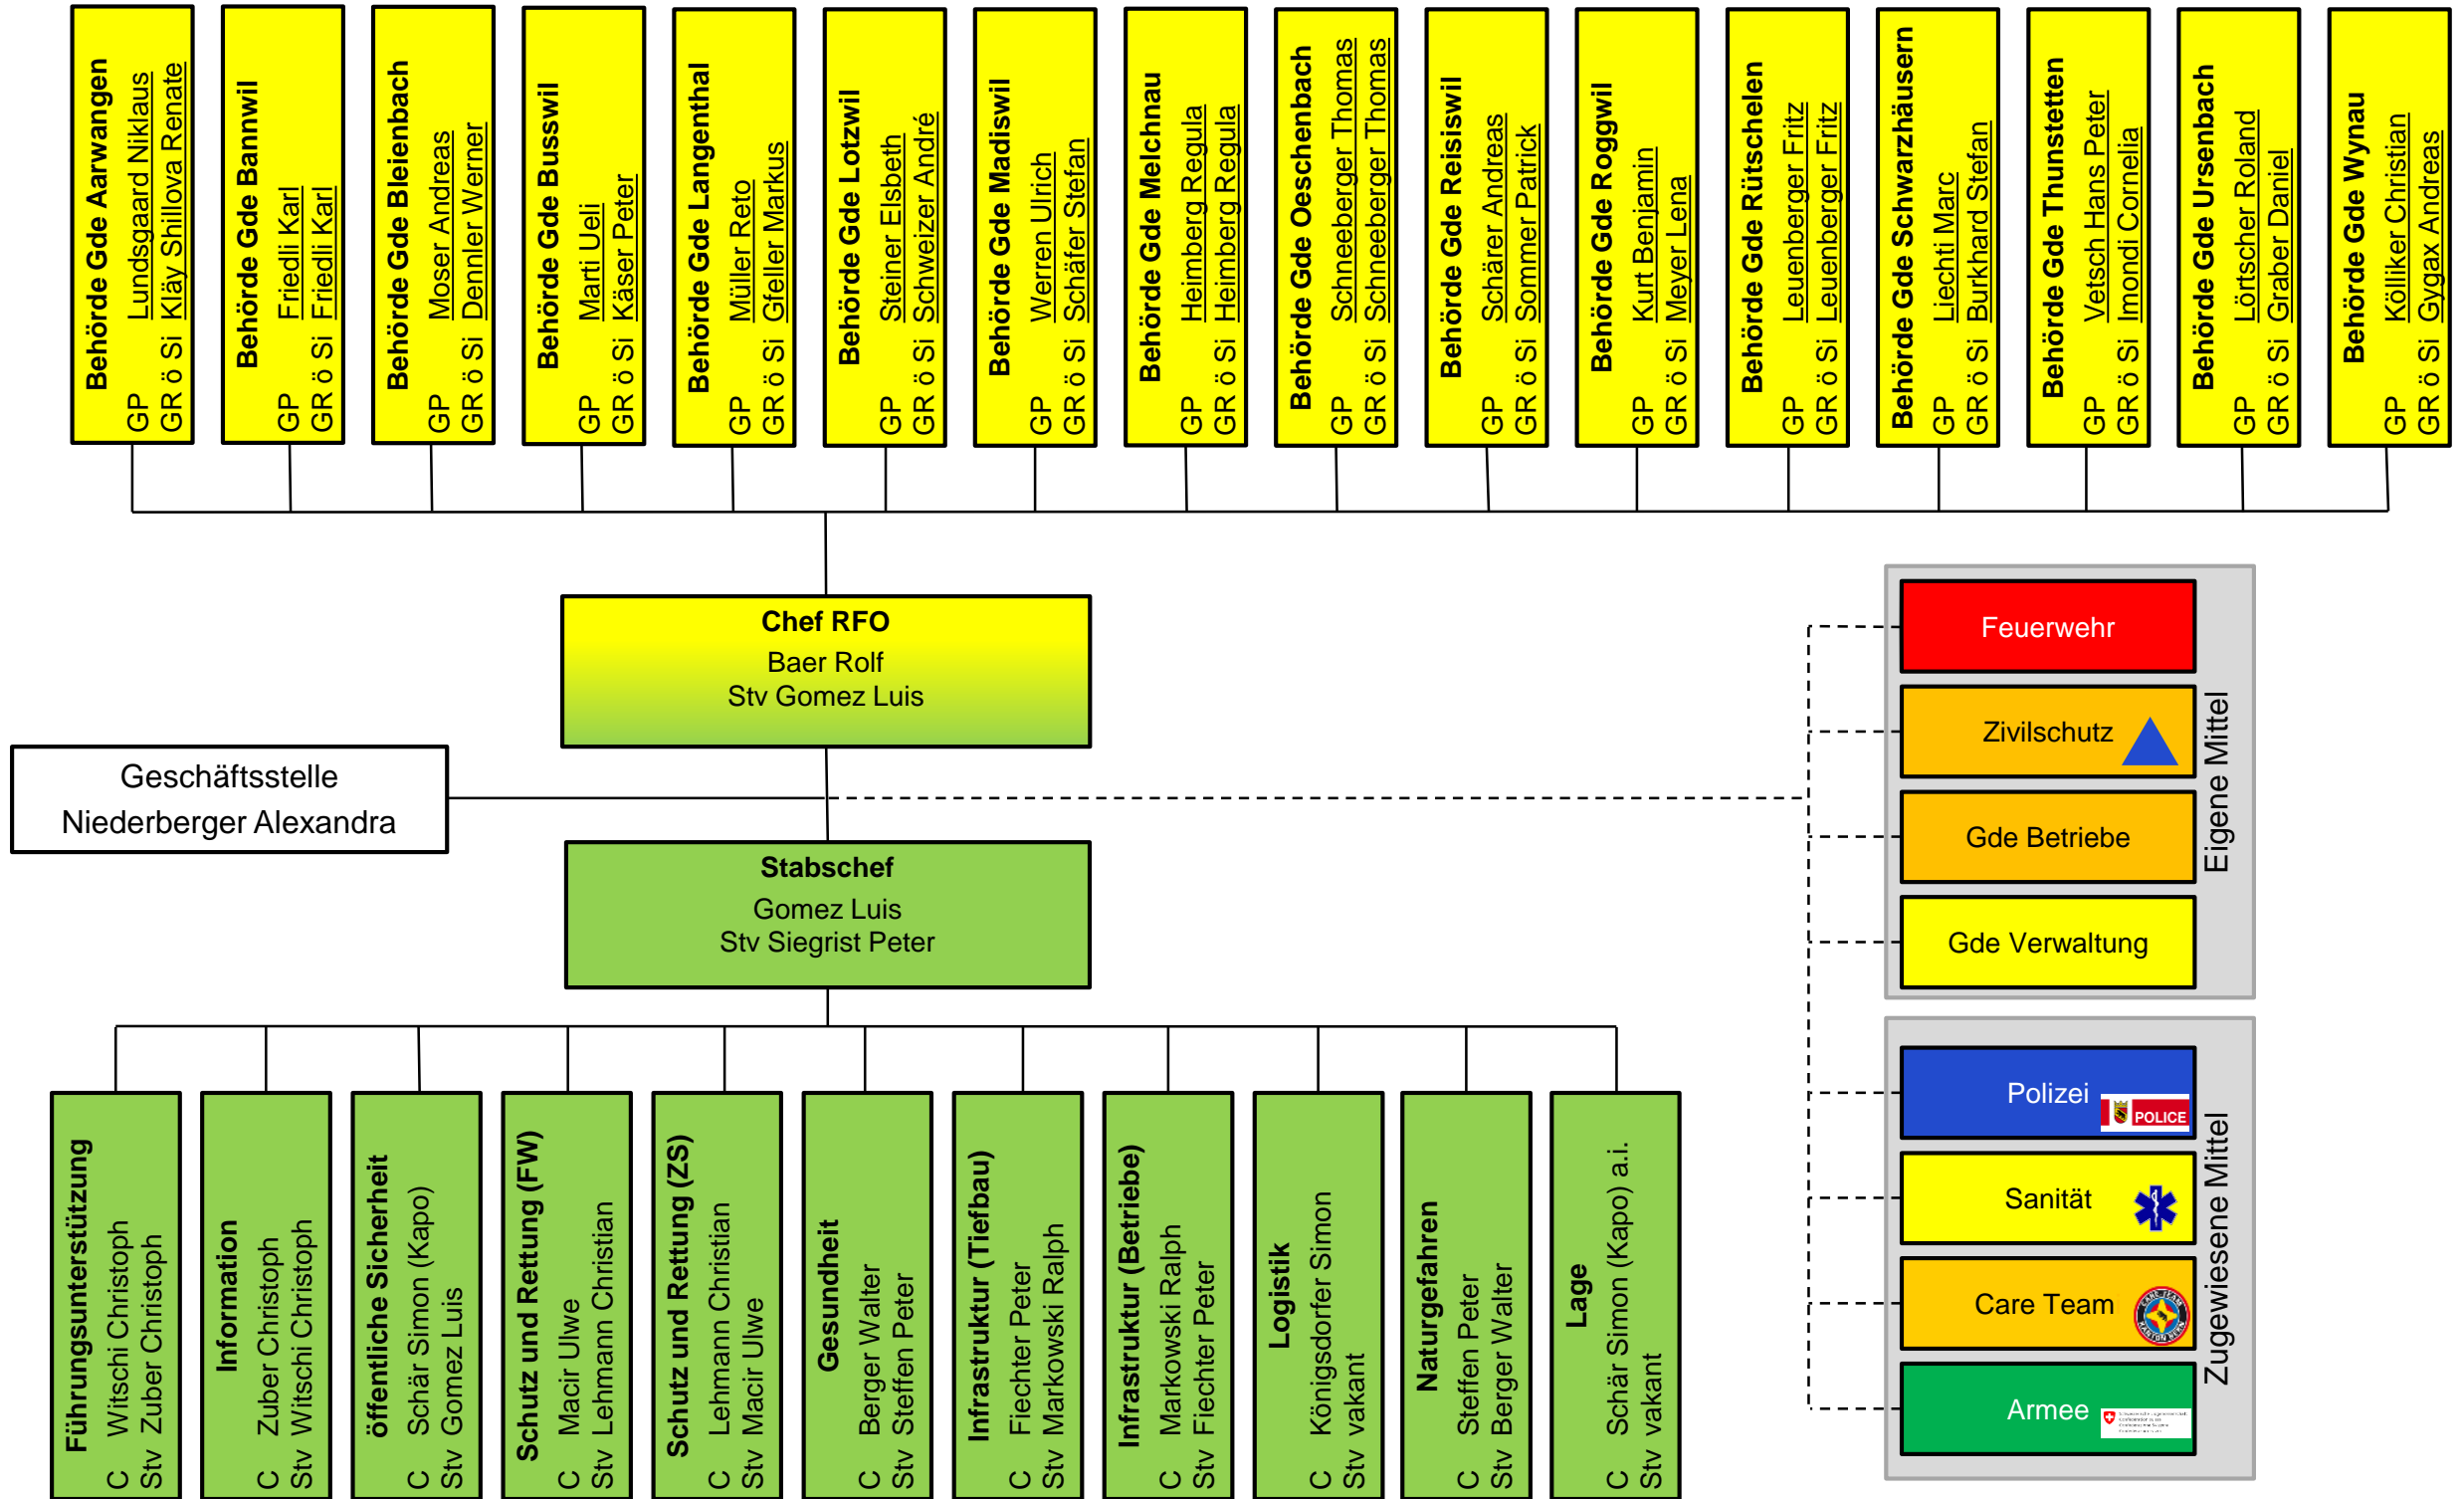 Behörde Gde Aarwangen
GP Lundsgaard Niklaus
GR ö Si Kläy Shillova Renate
Behörde Gde Bannwil
GP Friedli Karl
GR ö Si Friedli Karl
Behörde Gde Bleienbach
GP Moser Andreas
GR ö Si Dennler Werner
Behörde Gde Busswil
GP Marti Ueli
GR ö Si Käser Peter
Behörde Gde Langenthal
GP Müller Reto
GR ö Si Gfeller Markus
Behörde Gde Lotzwil
GP Steiner Elsbeth
GR ö Si Schweizer André
Behörde Gde Madiswil
GP Werren Ulrich
GR ö Si Schäfer Stefan
Behörde Gde Melchnau
GP Heimberg Regula
GR ö Si Heimberg Regula
Behörde Gde Oeschenbach
GP Schneeberger Thomas
GR ö Si Schneeberger Thomas
Behörde Gde Reisiswil
GP Schärer Andreas
GR ö Si Sommer Patrick
Behörde Gde Roggwil
GP Kurt Benjamin
GR ö Si Meyer Lena
Behörde Gde Rütschelen
GP Leuenberger Fritz
GR ö Si Leuenberger Fritz
Behörde Gde Schwarzhäusern
GP Liechti Marc
GR ö Si Burkhard Stefan
Behörde Gde Thunstetten
GP Vetsch Hans Peter
GR ö Si Imondi Cornelia
Behörde Gde Ursenbach
GP Lörtscher Roland
GR ö Si Graber Daniel
Behörde Gde Wynau
GP Kölliker Christian
GR ö Si Gygax Andreas
Chef RFO
Baer Rolf
Stv Gomez Luis
Geschäftsstelle
Niederberger Alexandra
Stabschef
Gomez Luis
Stv Siegrist Peter
Führungsunterstützung
C Witschi Christoph
Stv Zuber Christoph
Information
C Zuber Christoph
Stv Witschi Christoph
öffentliche Sicherheit
C Schär Simon (Kapo)
Stv Gomez Luis
Schutz und Rettung (FW)
C Macir Ulwe
Stv Lehmann Christian
Schutz und Rettung (ZS)
C Lehmann Christian
Stv Macir Ulwe
Gesundheit
C Berger Walter
Stv Steffen Peter
Infrastruktur (Tiefbau)
C Fiechter Peter
Stv Markowski Ralph
Infrastruktur (Betriebe)
C Markowski Ralph
Stv Fiechter Peter
Logistik
C Königsdorfer Simon
Stv vakant
Naturgefahren
C Steffen Peter
Stv Berger Walter
Lage
C Schär Simon (Kapo) a.i.
Stv vakant
Eigene Mittel
Feuerwehr
Zivilschutz
Gde Betriebe
Gde Verwaltung
Zugewiesene Mittel
Polizei
POLICE
Sanität
Care Team
CARE TEAM
KANTON BERN
Armee